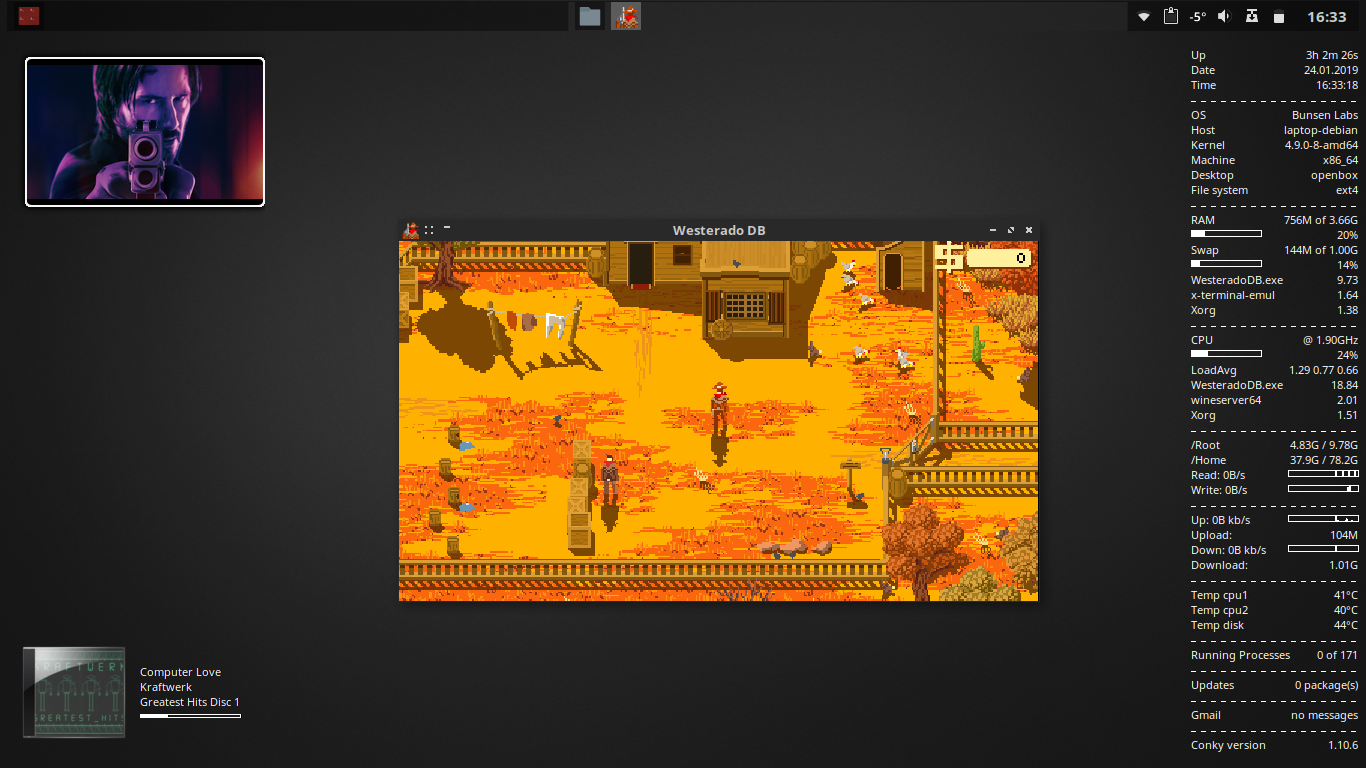 -5°
16:33
Up 3h 2m 26s
Date 24.01.2019
Time 16:33:18
OS Bunsen Labs
Host laptop-debian
Kernel 4.9.0-8-amd64
Machine x86_64
Desktop openbox
File system ext4
RAM 756M of 3.66G
20%
Swap 144M of 1.00G
14%
WesteradoDB.exe 9.73
x-terminal-emul 1.64
Xorg 1.38
CPU @ 1.90GHz
24%
LoadAvg 1.29 0.77 0.66
WesteradoDB.exe 18.84
wineserver64 2.01
Xorg 1.51
/Root 4.83G / 9.78G
/Home 37.9G / 78.2G
Read: 0B/s
Write: 0B/s
Up: 0B kb/s
Upload: 104M
Down: 0B kb/s
Download: 1.01G
Temp cpu1 41°C
Temp cpu2 40°C
Temp disk 44°C
Running Processes 0 of 171
Updates 0 package(s)
Gmail no messages
Conky version 1.10.6
Westerado DB
0
RAFTWERK
GREATEST_HITS
Computer Love
Kraftwerk
Greatest Hits Disc 1